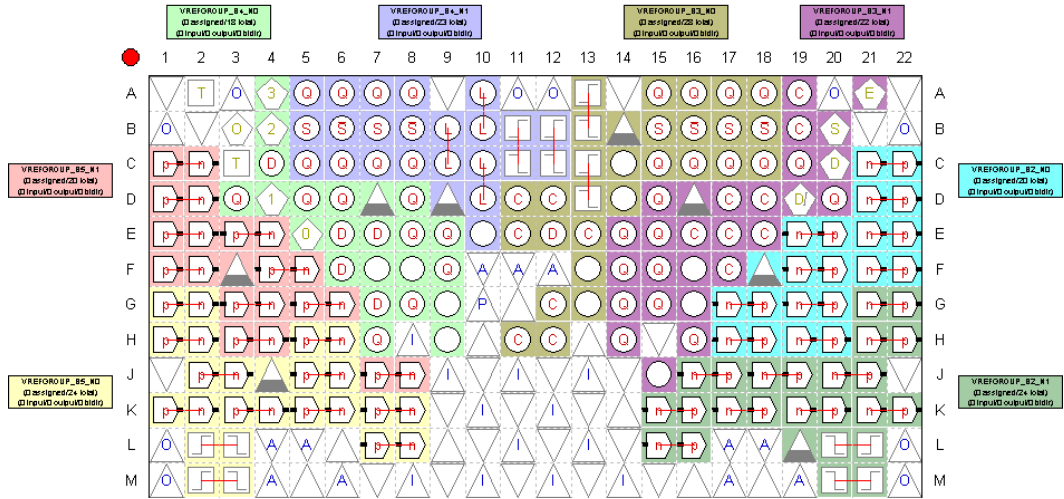 VREFGROUP_B4_N0
(0assigned/18 total)
(0input/0output/0bidir)
VREFGROUP_B4_N1
(0assigned/23 total)
(0input/0output/0bidir)
VREFGROUP_B3_N0
(0assigned/28 total)
(0input/0output/0bidir)
VREFGROUP_B3_N1
(0assigned/22 total)
(0input/0output/0bidir)
1 2 3 4 5 6 7 8 9 10 11 12 13 14 15 16 17 18 19 20 21 22
A T O 3 Q Q Q Q L O O Q Q Q Q C O E A
B O O 2 S S S S L L S S S S C S O B
VREFGROUP_B5_N1
(0assigned/20 total)
(0input/0output/0bidir)
VREFGROUP_B2_N0
(0assigned/20 total)
(0input/0output/0bidir)
C p n T D Q Q Q Q L L Q Q Q Q Q D n p C
D p n Q 1 Q Q L C C Q C C D/ Q n p D
E p n p n 0 D D Q Q C D C Q Q C C C n p n p E
F p n p n D Q A A A Q Q C n p n p F
G p n p n p n D Q P C Q Q n p n p n p G
H p n p n p n Q I C C Q Q n p n p n p H
VREFGROUP_B5_N0
(0assigned/24 total)
(0input/0output/0bidir)
VREFGROUP_B2_N1
(0assigned/24 total)
(0input/0output/0bidir)
J p n p n I I I n p n p n p J
K p n p n p n p n I I n p n p n p n p K
L O A A p n I I n p A A O L
M O A A I I I I I A A O M